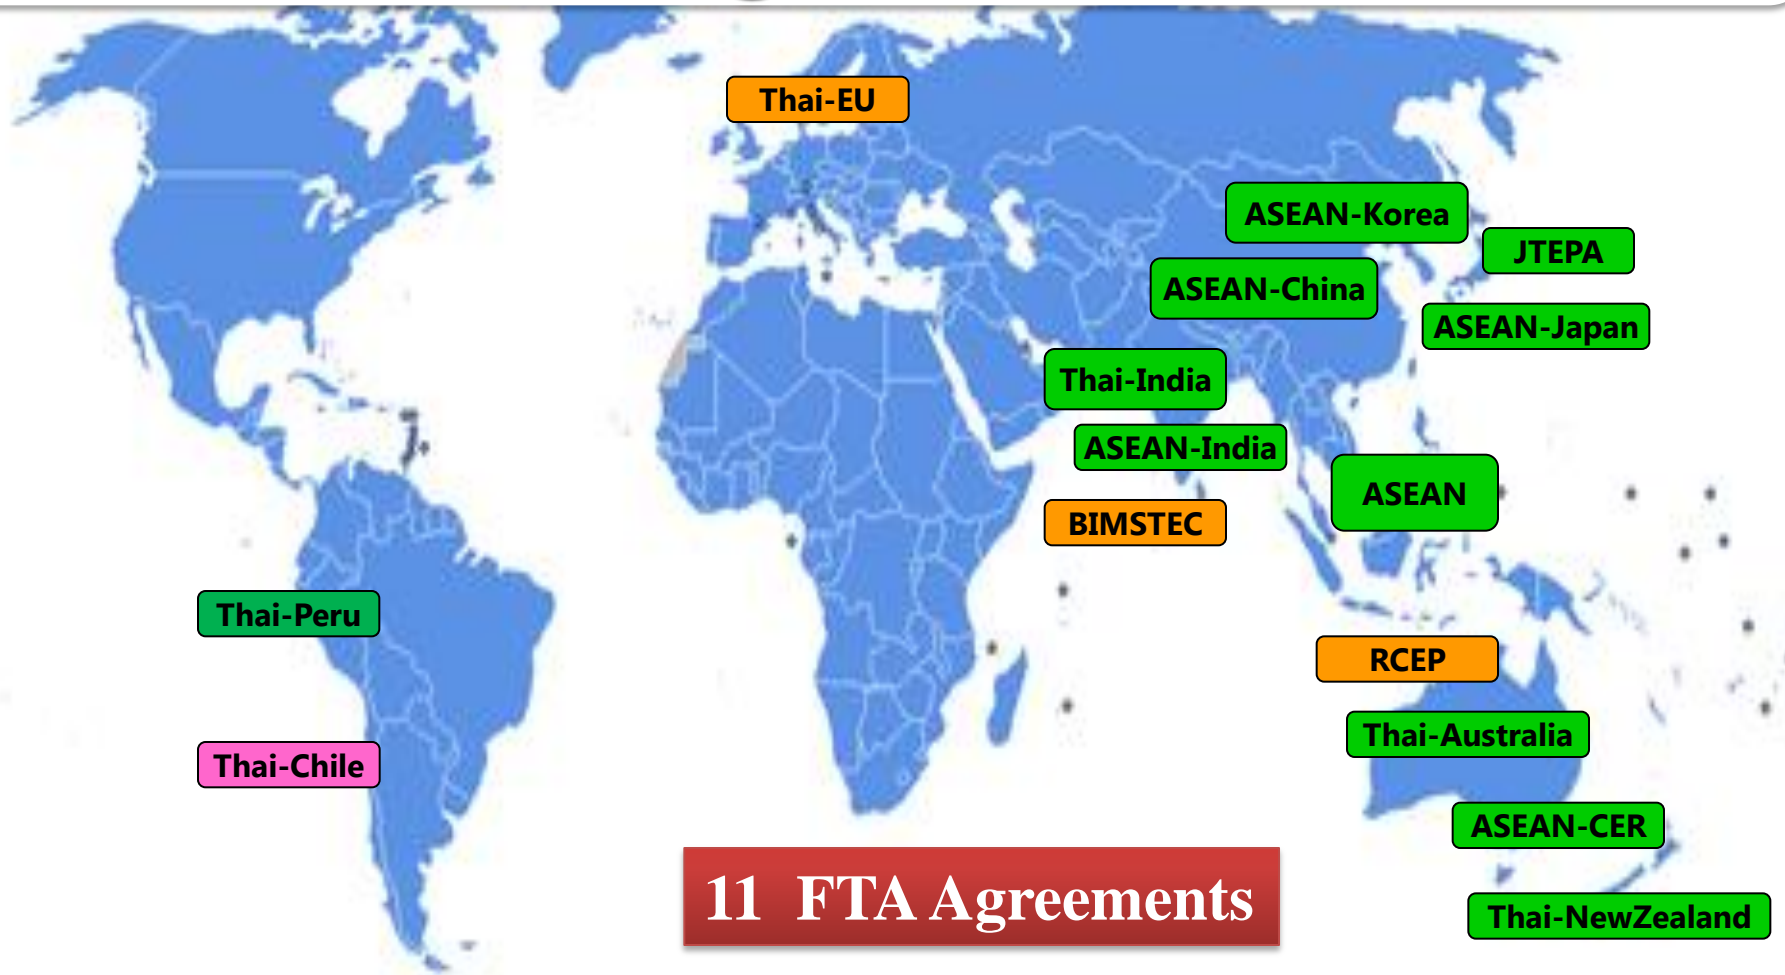 Thai-EU
ASEAN-Korea
JTEPA
ASEAN-China
ASEAN-Japan
Thai-India
ASEAN-India
ASEAN
BIMSTEC
Thai-Peru
RCEP
Thai-Australia
Thai-Chile
ASEAN-CER
11 FTA Agreements
Thai-NewZealand